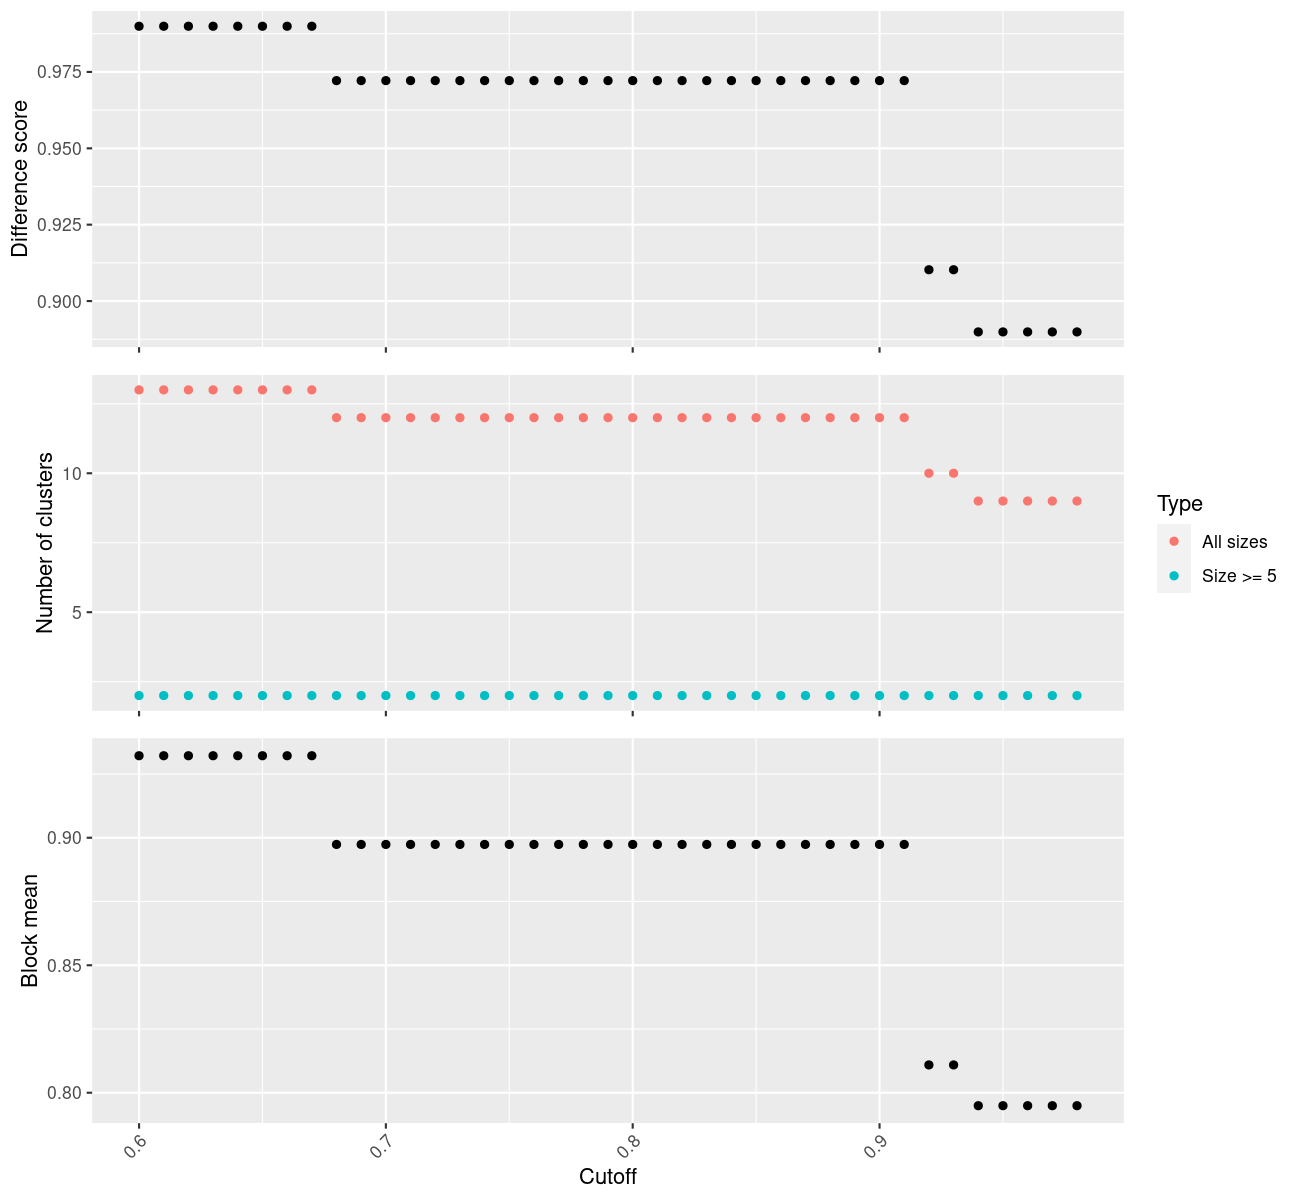 Difference score
0.975
0.950
0.925
0.900
Number of clusters
10
5
Type
All sizes
Size >= 5
Block mean
0.90
0.85
0.80
0.6
0.7
0.8
0.9
Cutoff